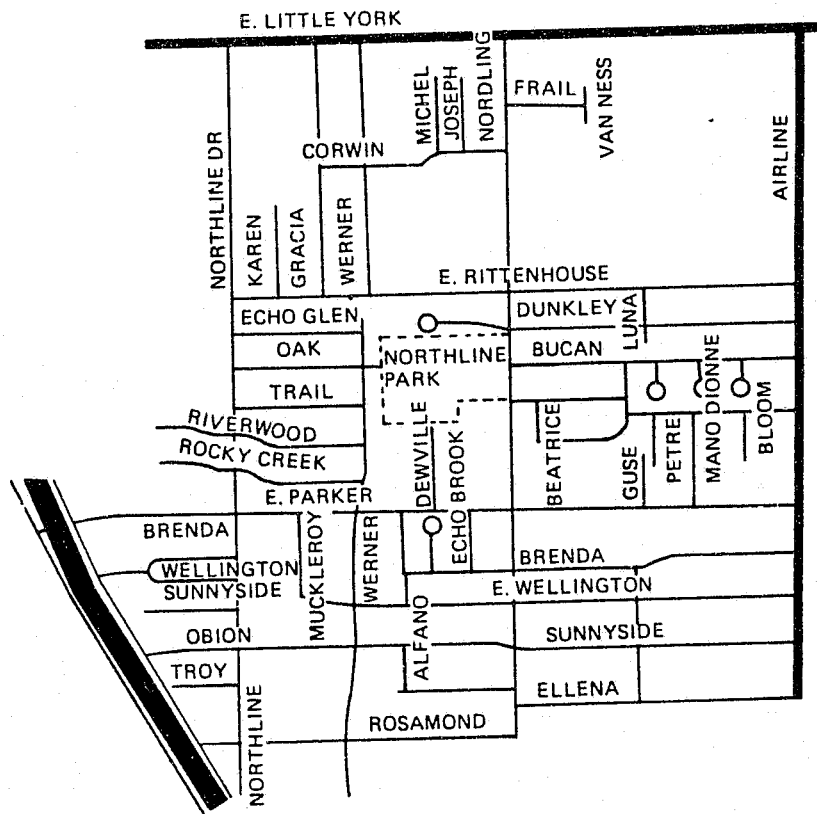 E. LITTLE YORK
NORTHLINE DR
MICHEL
JOSEPH
NORDLING
FRAIL
VAN NESS
AIRLINE
CORWIN
KAREN
GRACIA
WERNER
E. RITTENHOUSE
ECHO GLEN
DUNKLEY
LUNA
OAK
NORTHLINE
PARK
BUCAN
TRAIL
MANO
DIONNE
BLOOM
RIVERWOOD
ROCKY CREEK
DEWVILLE
ECHO BROOK
BEATRICE
GUSE
PETRE
E. PARKER
BRENDA
MUCKLEROY
WERNER
BRENDA
WELLINGTON
SUNNYSIDE
E. WELLINGTON
OBION
ALFANO
SUNNYSIDE
TROY
ELLENA
NORTHLINE
ROSAMOND